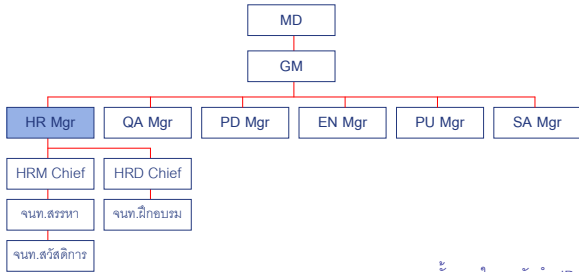 MD
GM
HR Mgr
QA Mgr
PD Mgr
EN Mgr
PU Mgr
SA Mgr
HRM Chief
HRD Chief
จนท.สรรหา
จนท.ฝึกอบรม
จนท.สวัสดิการ